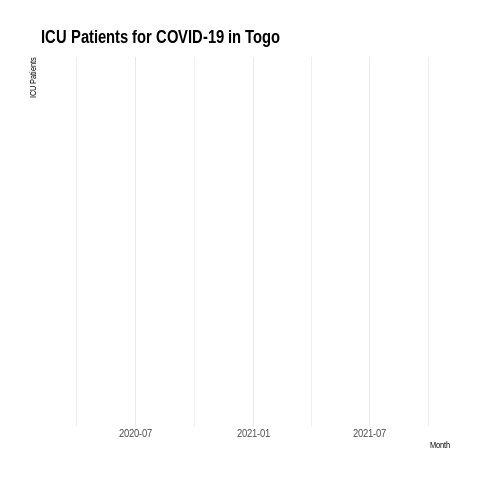 ICU Patients for COVID-19 in Togo
ICU Patients
2020-07
2021-01
2021-07
Month